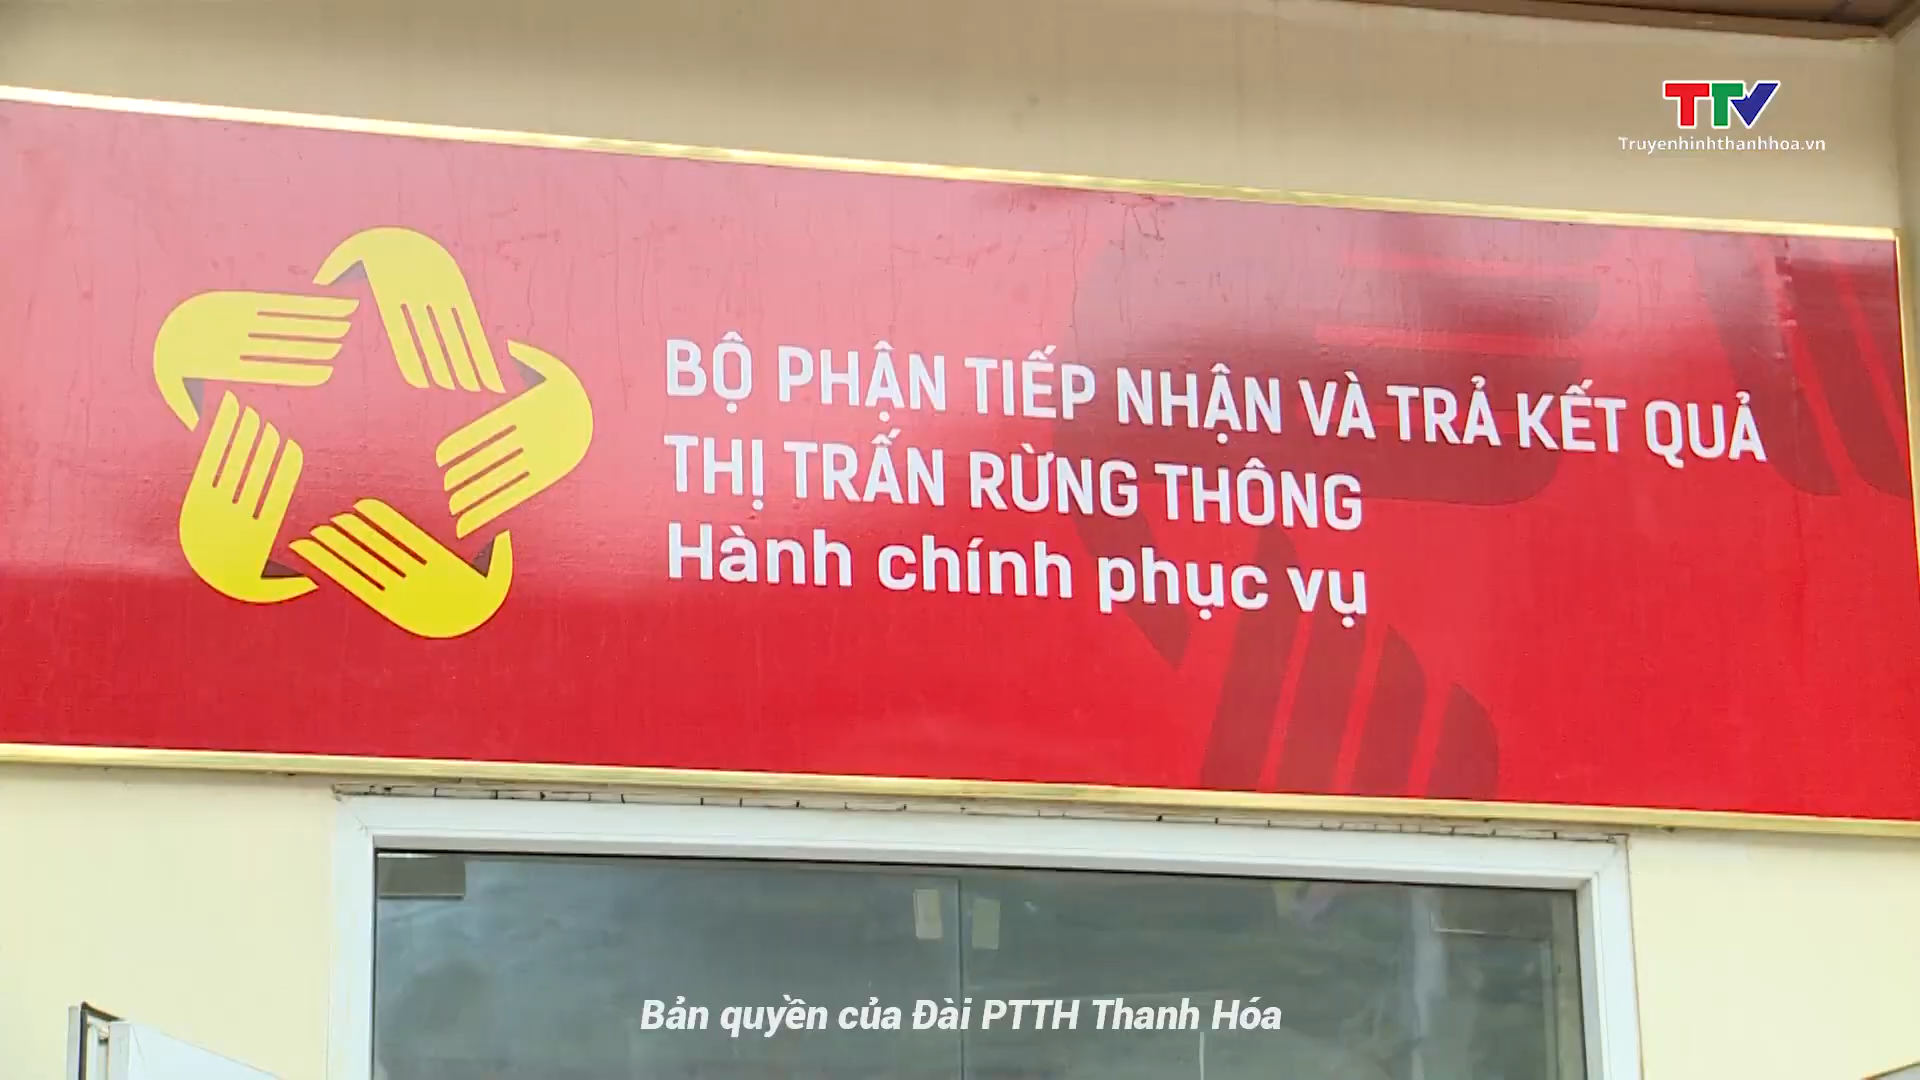 TTV
Truyenhinhthanhhoa.vn
BỘ PHẬN TIẾP NHẬN VÀ TRẢ KẾT QUẢ
THỊ TRẤN RỪNG THÔNG
Hành chính phục vụ
Bản quyền của Đài PTTH Thanh Hóa